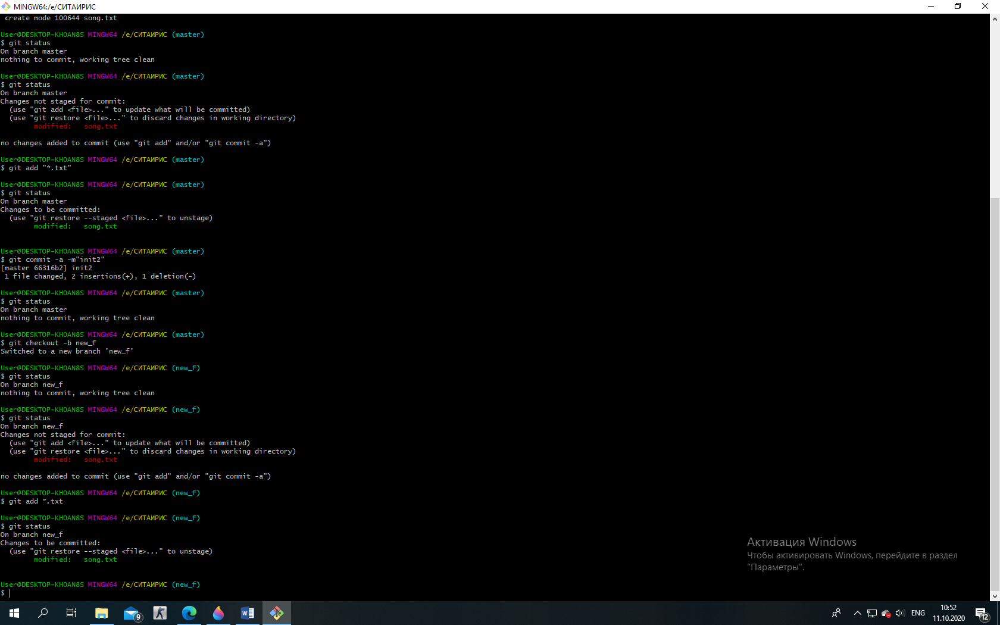 MINGW64:/e/СИТАИРИС
create mode 100644 song.txt
User@DESKTOP-KHOAN8S MINGW64 /e/СИТАИРИС (master)
$ git status
On branch master
nothing to commit, working tree clean
User@DESKTOP-KHOAN8S MINGW64 /e/СИТАИРИС (master)
$ git status
On branch master
Changes not staged for commit:
  (use "git add <file>..." to update what will be committed)
  (use "git restore <file>..." to discard changes in working directory)
        modified:   song.txt
no changes added to commit (use "git add" and/or "git commit -a")
User@DESKTOP-KHOAN8S MINGW64 /e/СИТАИРИС (master)
$ git add "*.txt"
User@DESKTOP-KHOAN8S MINGW64 /e/СИТАИРИС (master)
$ git status
On branch master
Changes to be committed:
  (use "git restore --staged <file>..." to unstage)
        modified:   song.txt
User@DESKTOP-KHOAN8S MINGW64 /e/СИТАИРИС (master)
$ git commit -a -m"init2"
[master 66316b2] init2
 1 file changed, 2 insertions(+), 1 deletion(-)
User@DESKTOP-KHOAN8S MINGW64 /e/СИТАИРИС (master)
$ git status
On branch master
nothing to commit, working tree clean
User@DESKTOP-KHOAN8S MINGW64 /e/СИТАИРИС (master)
$ git checkout -b new_f
Switched to a new branch 'new_f'
User@DESKTOP-KHOAN8S MINGW64 /e/СИТАИРИС (new_f)
$ git status
On branch new_f
nothing to commit, working tree clean
User@DESKTOP-KHOAN8S MINGW64 /e/СИТАИРИС (new_f)
$ git status
On branch new_f
Changes not staged for commit:
  (use "git add <file>..." to update what will be committed)
  (use "git restore <file>..." to discard changes in working directory)
        modified:   song.txt
no changes added to commit (use "git add" and/or "git commit -a")
User@DESKTOP-KHOAN8S MINGW64 /e/СИТАИРИС (new_f)
$ git add *.txt
User@DESKTOP-KHOAN8S MINGW64 /e/СИТАИРИС (new_f)
$ git status
On branch new_f
Changes to be committed:
  (use "git restore --staged <file>..." to unstage)
        modified:   song.txt
User@DESKTOP-KHOAN8S MINGW64 /e/СИТАИРИС (new_f)
$
Активация Windows
Чтобы активировать Windows, перейдите в раздел
"Параметры".
9
W
ENG
10:52
11.10.2020
12